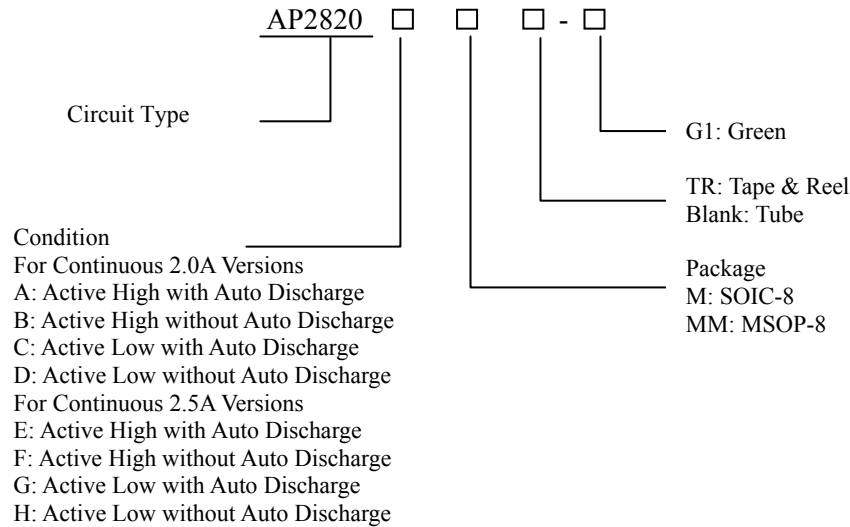 AP2820 □ □ □ - □
Circuit Type
G1: Green
TR: Tape & Reel
Blank: Tube
Package
M: SOIC-8
MM: MSOP-8
Condition
For Continuous 2.0A Versions
A: Active High with Auto Discharge
B: Active High without Auto Discharge
C: Active Low with Auto Discharge
D: Active Low without Auto Discharge
For Continuous 2.5A Versions
E: Active High with Auto Discharge
F: Active High without Auto Discharge
G: Active Low with Auto Discharge
H: Active Low without Auto Discharge